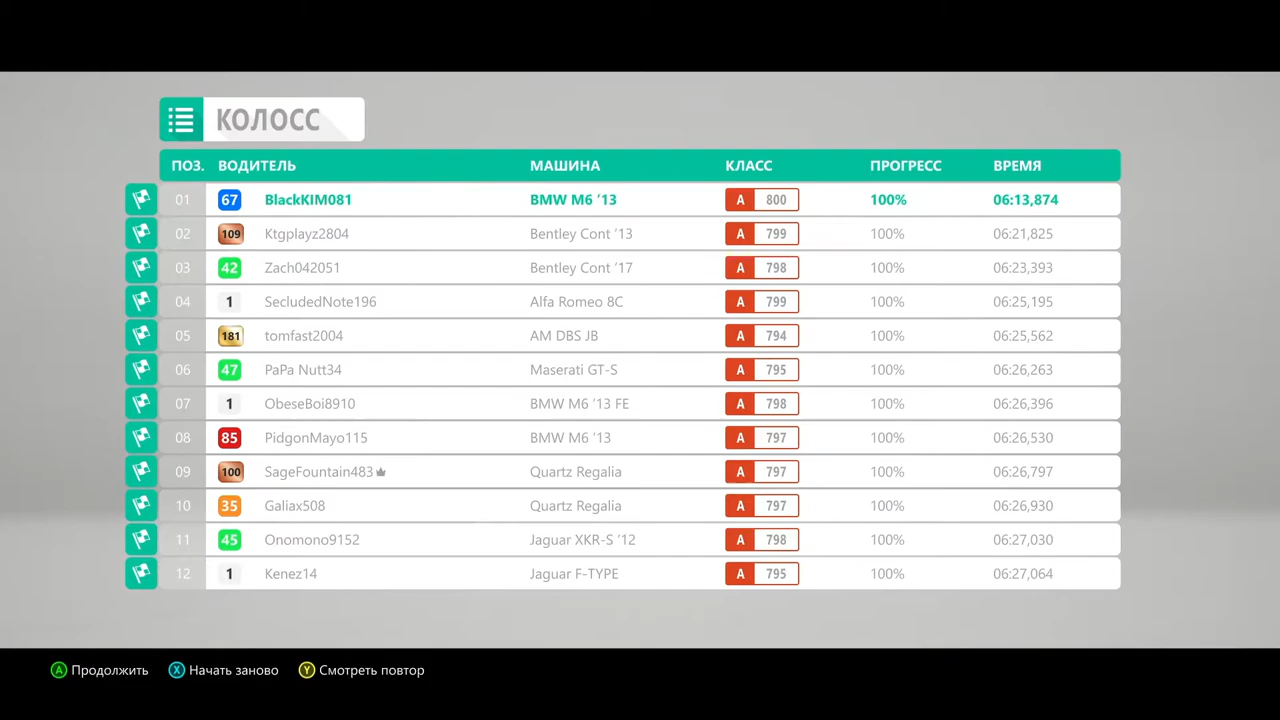 КОЛОСС
ПОЗ. ВОДИТЕЛЬ МАШИНА КЛАСС ПРОГРЕСС ВРЕМЯ
01 67 BlackKIM081 BMW M6 '13 A 800 100% 06:13,874
02 109 Ktgplayz2804 Bentley Cont '13 A 799 100% 06:21,825
03 42 Zach042051 Bentley Cont '17 A 798 100% 06:23,393
04 1 SecludedNote196 Alfa Romeo 8C A 799 100% 06:25,195
05 181 tomfast2004 AM DBS JB A 794 100% 06:25,562
06 47 PaPa Nutt34 Maserati GT-S A 795 100% 06:26,263
07 1 ObeseBoi8910 BMW M6 '13 FE A 798 100% 06:26,396
08 85 PidgonMayo115 BMW M6 '13 A 797 100% 06:26,530
09 100 SageFountain483 Quartz Regalia A 797 100% 06:26,797
10 35 Galiax508 Quartz Regalia A 797 100% 06:26,930
11 45 Onomono9152 Jaguar XKR-S '12 A 798 100% 06:27,030
12 1 Kenez14 Jaguar F-TYPE A 795 100% 06:27,064
A Продолжить X Начать заново Y Смотреть повтор